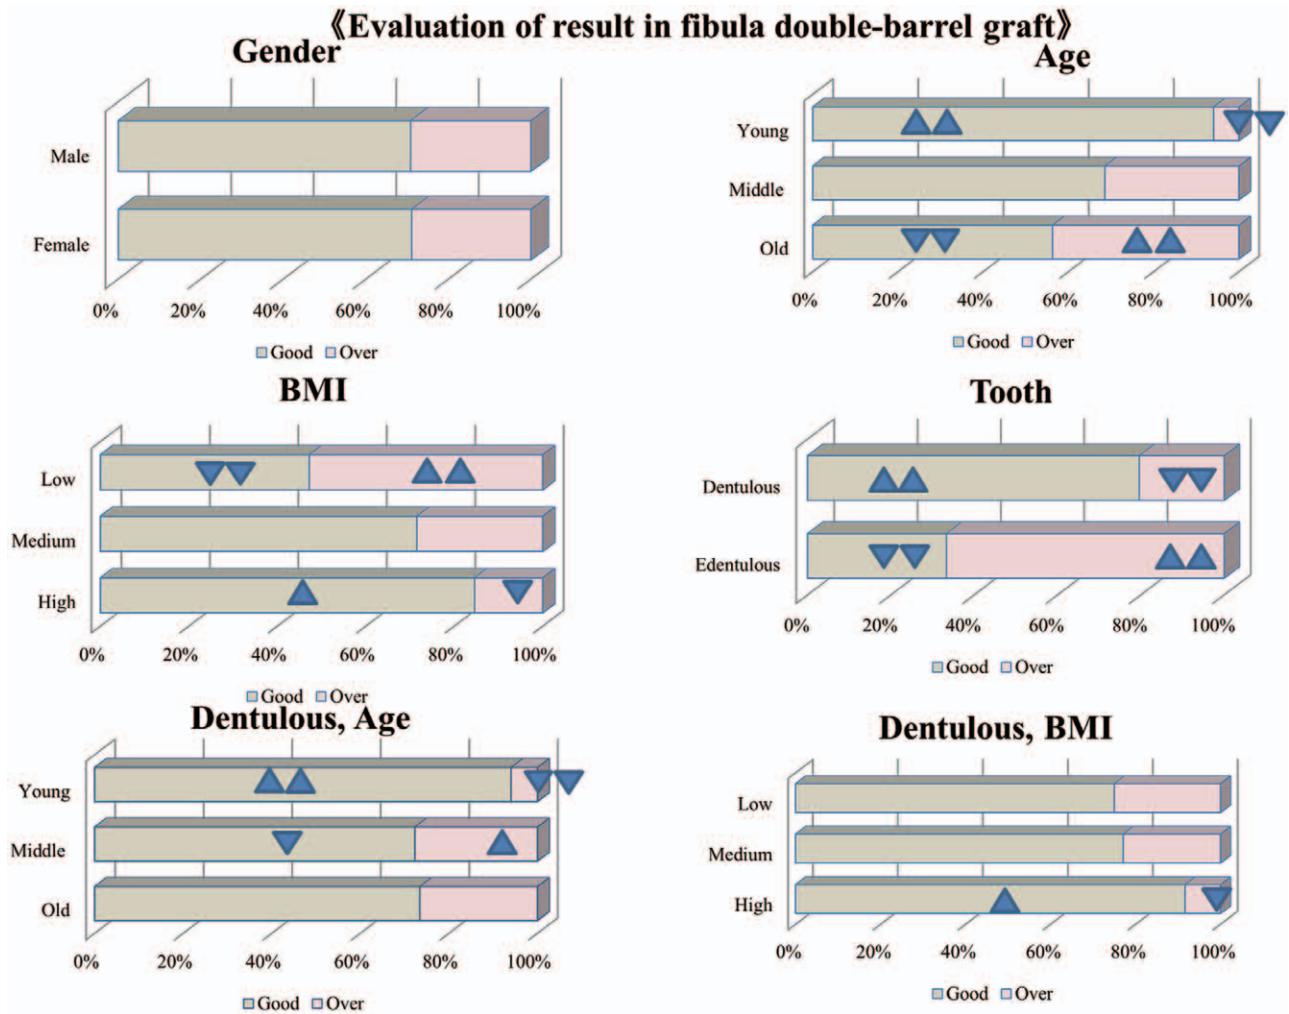 《Evaluation of result in fibula double-barrel graft》
Gender
Male
Female
0% 20% 40% 60% 80% 100%
Good Over
Age
Young
Middle
Old
0% 20% 40% 60% 80% 100%
Good Over
BMI
Low
Medium
High
0% 20% 40% 60% 80% 100%
Good Over
Tooth
Dentulous
Edentulous
0% 20% 40% 60% 80% 100%
Good Over
Dentulous, Age
Young
Middle
Old
0% 20% 40% 60% 80% 100%
Good Over
Dentulous, BMI
Low
Medium
High
0% 20% 40% 60% 80% 100%
Good Over